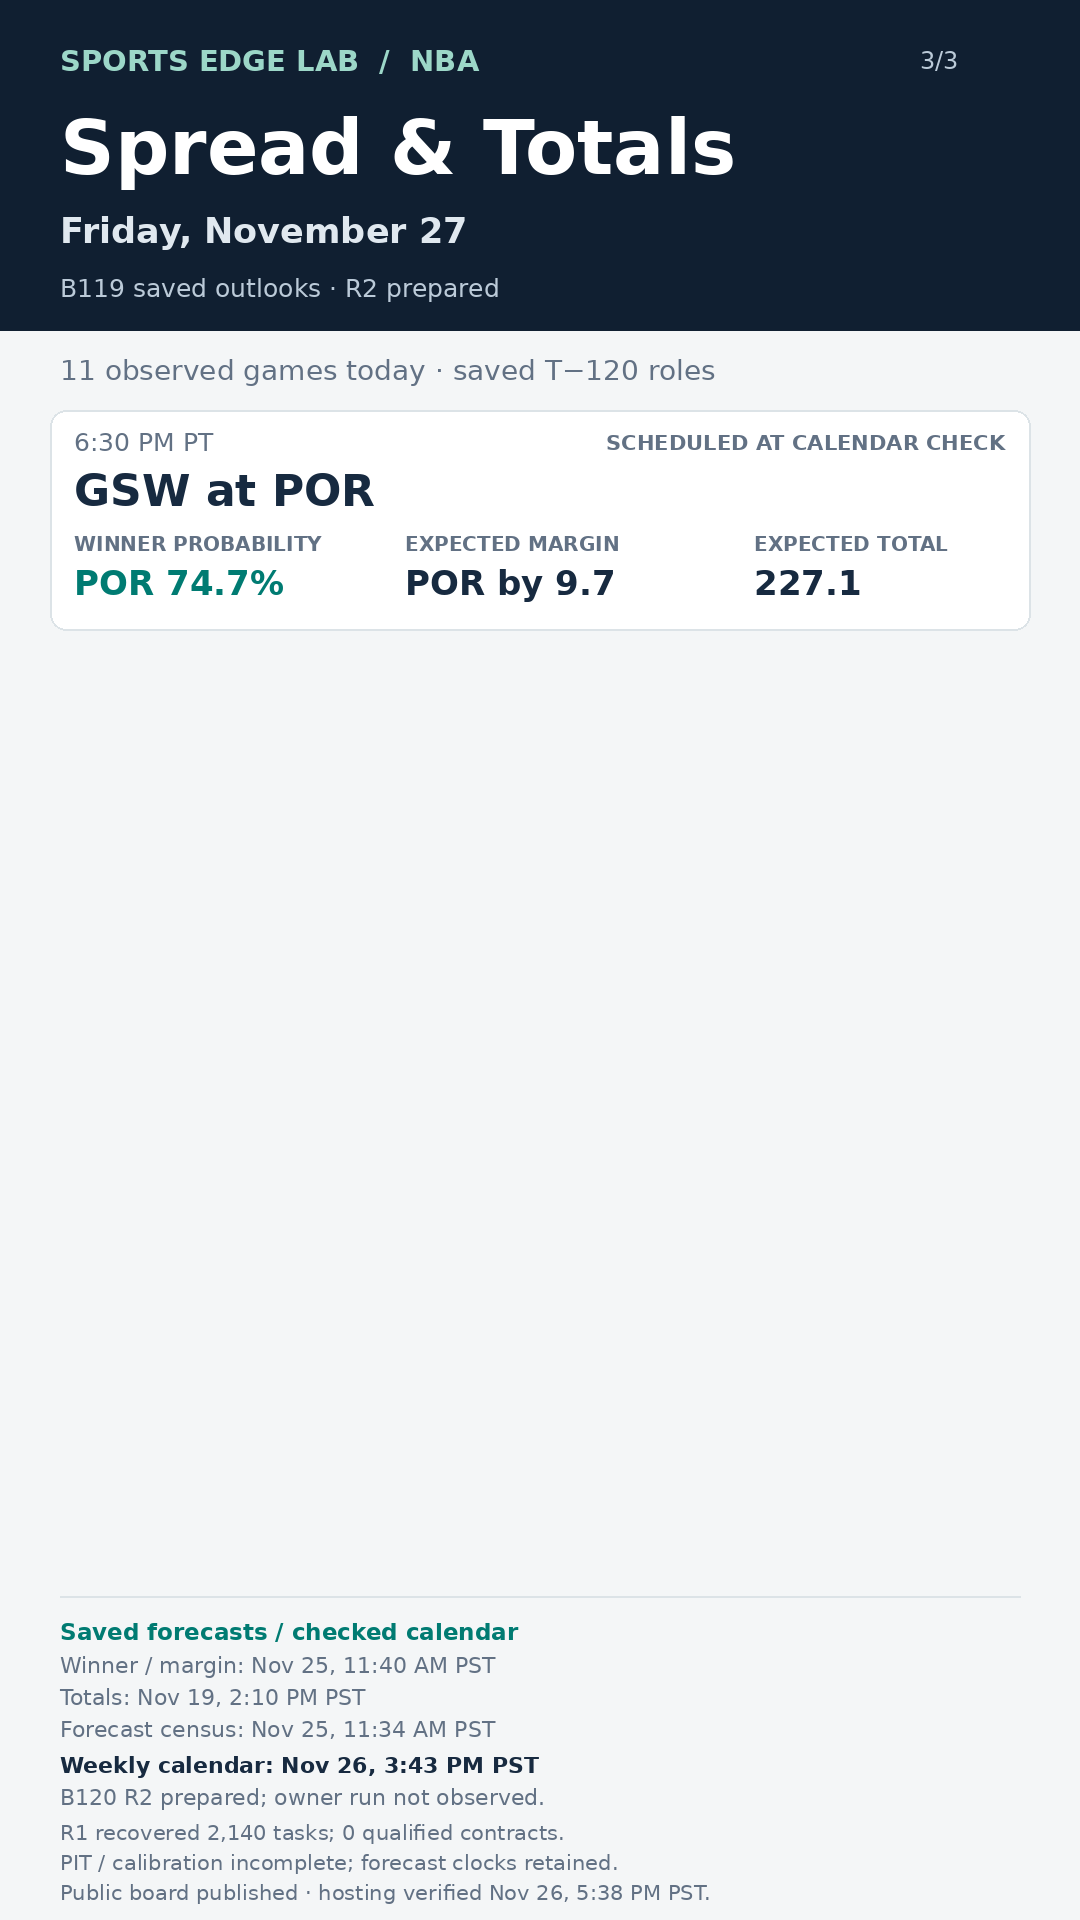 SPORTS EDGE LAB / NBA
3/3
Spread & Totals
Friday, November 27
B119 saved outlooks · R2 prepared
11 observed games today · saved T−120 roles
6:30 PM PT
SCHEDULED AT CALENDAR CHECK
GSW at POR
WINNER PROBABILITY
EXPECTED MARGIN
EXPECTED TOTAL
POR 74.7%
POR by 9.7
227.1
Saved forecasts / checked calendar
Winner / margin: Nov 25, 11:40 AM PST
Totals: Nov 19, 2:10 PM PST
Forecast census: Nov 25, 11:34 AM PST
Weekly calendar: Nov 26, 3:43 PM PST
B120 R2 prepared; owner run not observed.
R1 recovered 2,140 tasks; 0 qualified contracts.
PIT / calibration incomplete; forecast clocks retained.
Public board published · hosting verified Nov 26, 5:38 PM PST.